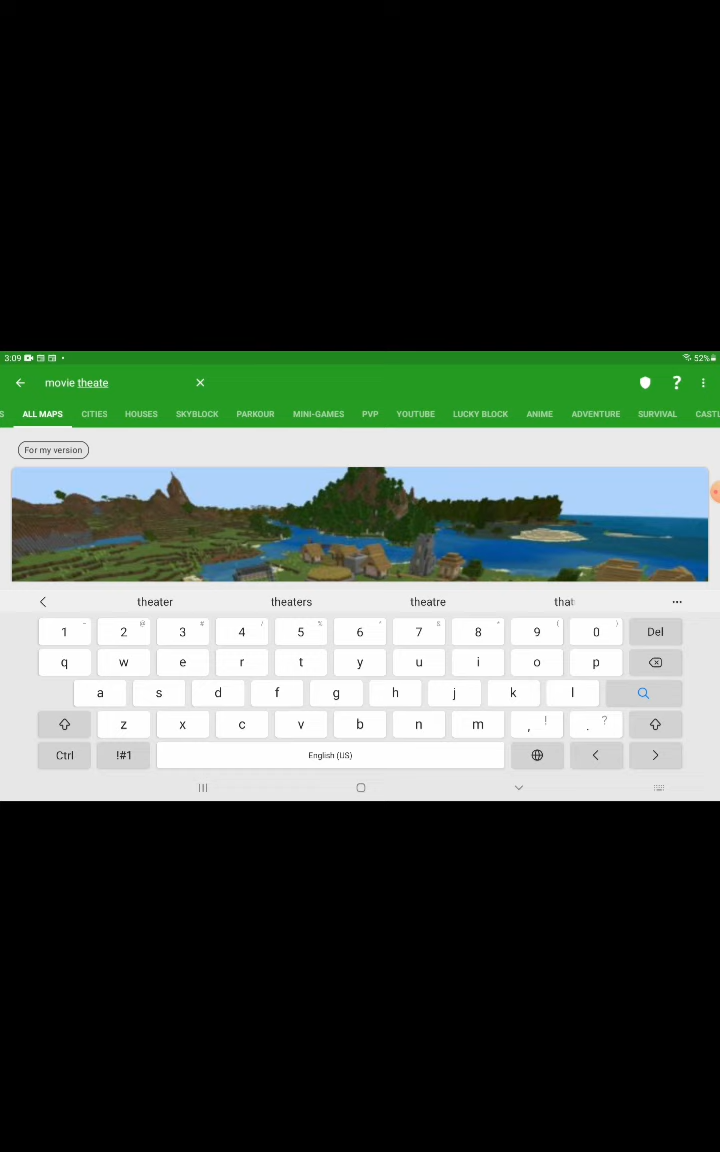 3:09 52%
movie theate ?
S ALL MAPS CITIES HOUSES SKYBLOCK PARKOUR MINI-GAMES PVP YOUTUBE LUCKY BLOCK ANIME ADVENTURE SURVIVAL CASTL
For my version
theater theaters theatre that
1 2 @ 3 # 4 / 5 % 6 ^ 7 & 8 * 9 ( 0 ) Del
q w e r t y u i o p
a s d f g h j k l
z x c v b n m , ! . ?
Ctrl !#1 English (US) < >